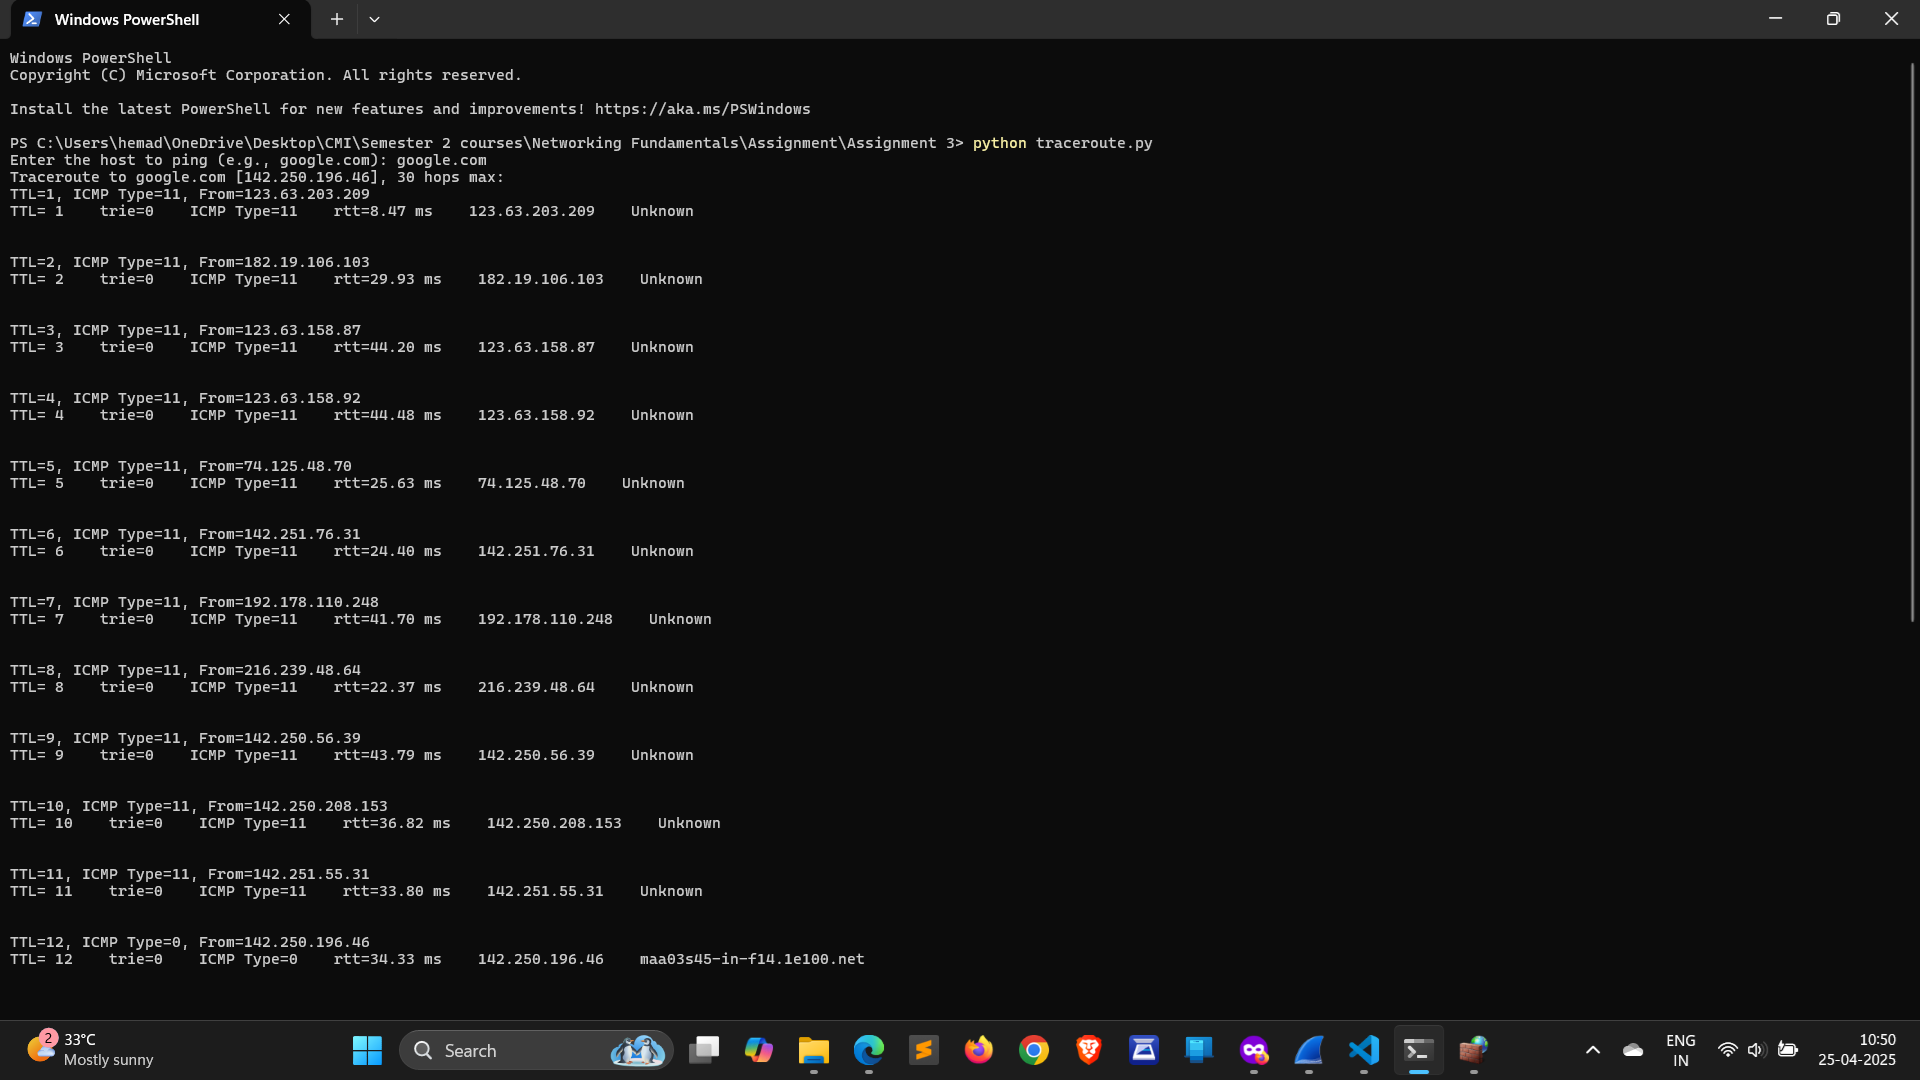 Windows PowerShell
Windows PowerShell
Copyright (C) Microsoft Corporation. All rights reserved.
Install the latest PowerShell for new features and improvements! https://aka.ms/PSWindows
PS C:\Users\hemad\OneDrive\Desktop\CMI\Semester 2 courses\Networking Fundamentals\Assignment\Assignment 3> python traceroute.py
Enter the host to ping (e.g., google.com): google.com
Traceroute to google.com [142.250.196.46], 30 hops max:
TTL=1, ICMP Type=11, From=123.63.203.209
TTL= 1    trie=0    ICMP Type=11    rtt=8.47 ms    123.63.203.209    Unknown
TTL=2, ICMP Type=11, From=182.19.106.103
TTL= 2    trie=0    ICMP Type=11    rtt=29.93 ms    182.19.106.103    Unknown
TTL=3, ICMP Type=11, From=123.63.158.87
TTL= 3    trie=0    ICMP Type=11    rtt=44.20 ms    123.63.158.87    Unknown
TTL=4, ICMP Type=11, From=123.63.158.92
TTL= 4    trie=0    ICMP Type=11    rtt=44.48 ms    123.63.158.92    Unknown
TTL=5, ICMP Type=11, From=74.125.48.70
TTL= 5    trie=0    ICMP Type=11    rtt=25.63 ms    74.125.48.70    Unknown
TTL=6, ICMP Type=11, From=142.251.76.31
TTL= 6    trie=0    ICMP Type=11    rtt=24.40 ms    142.251.76.31    Unknown
TTL=7, ICMP Type=11, From=192.178.110.248
TTL= 7    trie=0    ICMP Type=11    rtt=41.70 ms    192.178.110.248    Unknown
TTL=8, ICMP Type=11, From=216.239.48.64
TTL= 8    trie=0    ICMP Type=11    rtt=22.37 ms    216.239.48.64    Unknown
TTL=9, ICMP Type=11, From=142.250.56.39
TTL= 9    trie=0    ICMP Type=11    rtt=43.79 ms    142.250.56.39    Unknown
TTL=10, ICMP Type=11, From=142.250.208.153
TTL= 10    trie=0    ICMP Type=11    rtt=36.82 ms    142.250.208.153    Unknown
TTL=11, ICMP Type=11, From=142.251.55.31
TTL= 11    trie=0    ICMP Type=11    rtt=33.80 ms    142.251.55.31    Unknown
TTL=12, ICMP Type=0, From=142.250.196.46
TTL= 12    trie=0    ICMP Type=0    rtt=34.33 ms    142.250.196.46    maa03s45-in-f14.1e100.net
2
33°C
Mostly sunny
Search
ENG
IN
10:50
25-04-2025